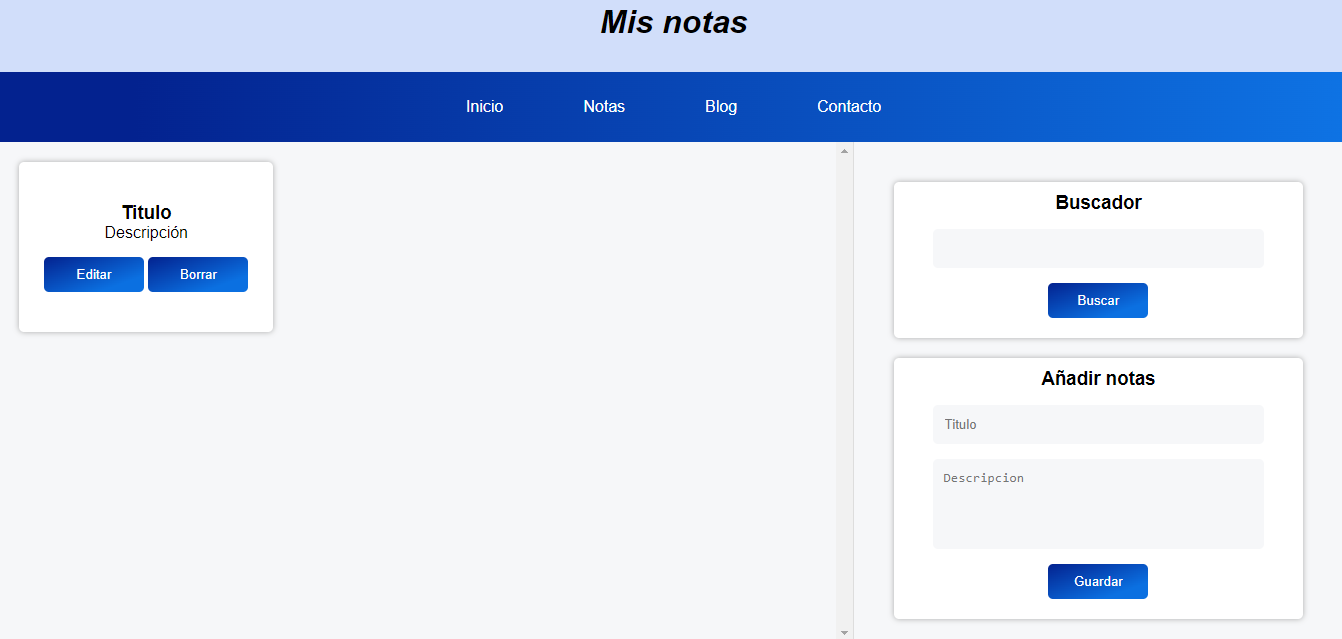 Mis notas
Inicio Notas Blog Contacto
Titulo
Descripción
Editar Borrar
Buscador
Buscar
Añadir notas
Titulo
Descripcion
Guardar